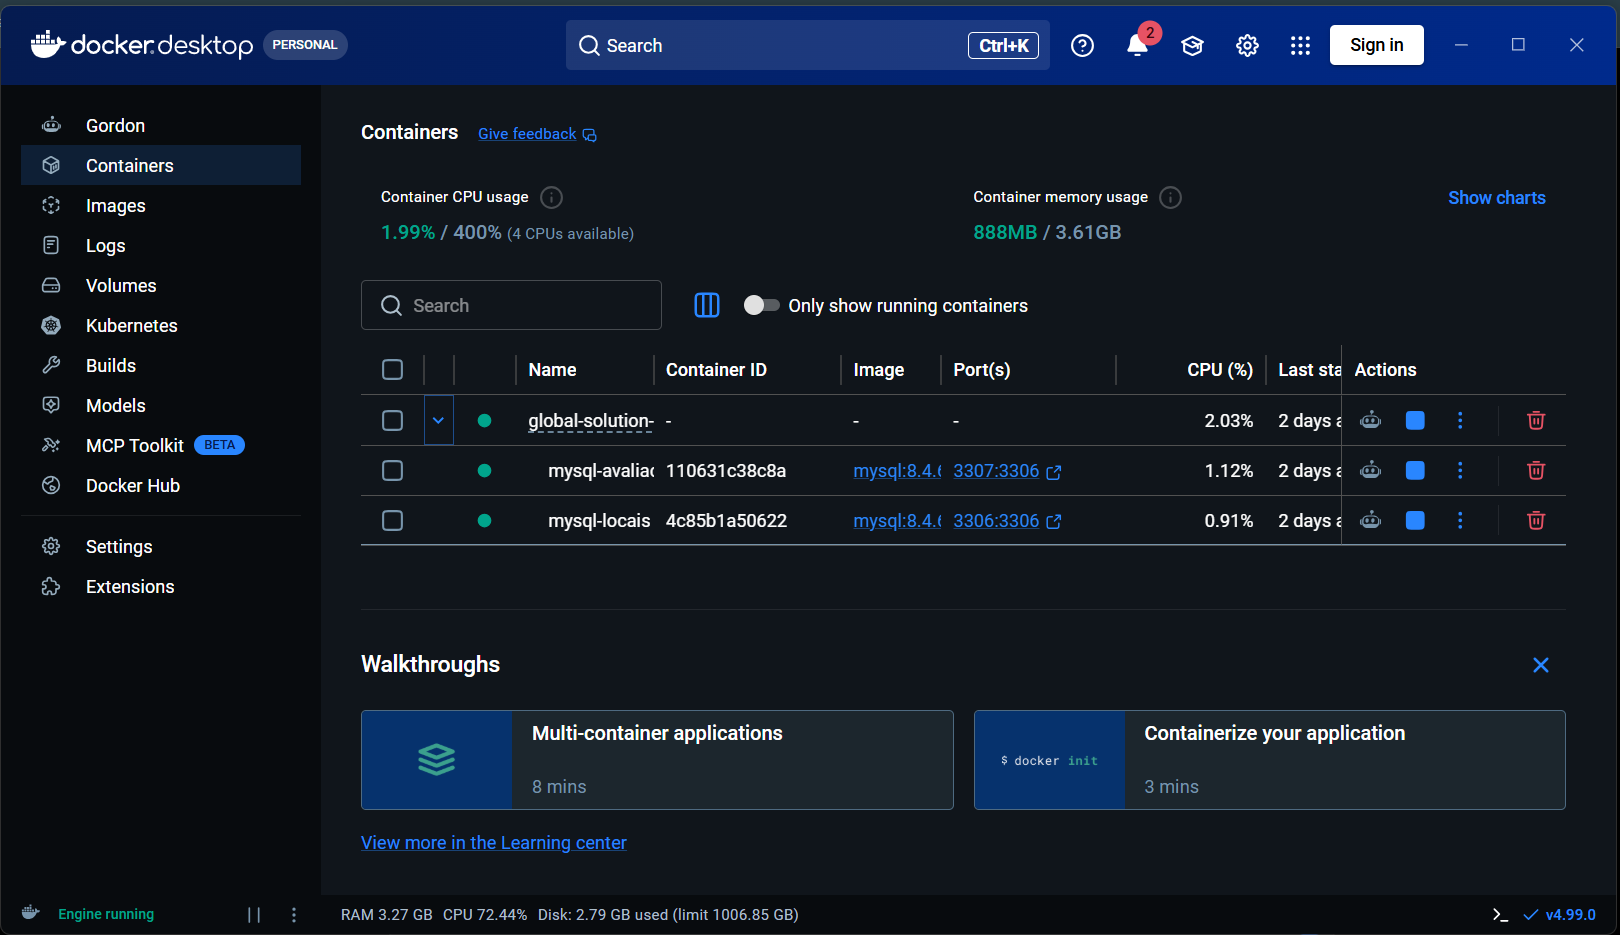 docker.desktop PERSONAL
Search Ctrl+K
2
Sign in
Gordon
Containers
Images
Logs
Volumes
Kubernetes
Builds
Models
MCP Toolkit BETA
Docker Hub
Settings
Extensions
Containers Give feedback
Container CPU usage
1.99% / 400% (4 CPUs available)
Container memory usage
888MB / 3.61GB
Show charts
Search
Only show running containers
Name Container ID Image Port(s) CPU (%) Last sta Actions
global-solution- - - - 2.03% 2 days a
mysql-avaliac 110631c38c8a mysql:8.4.6 3307:3306 1.12% 2 days a
mysql-locais 4c85b1a50622 mysql:8.4.6 3306:3306 0.91% 2 days a
Walkthroughs
Multi-container applications
8 mins
$ docker init
Containerize your application
3 mins
View more in the Learning center
Engine running
RAM 3.27 GB CPU 72.44% Disk: 2.79 GB used (limit 1006.85 GB)
v4.99.0